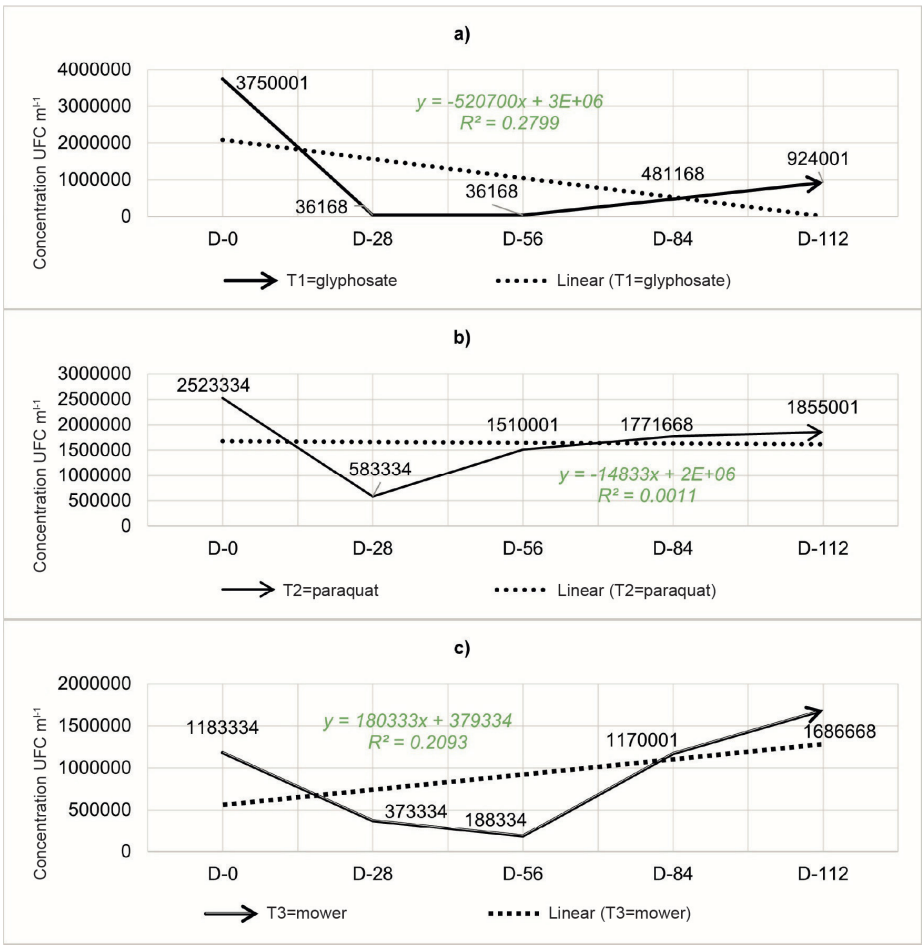 a)
Concentration UFC ml-1
4000000
3000000
2000000
1000000
0
3750001
y = -520700x + 3E+06
R² = 0.2799
36168
36168
481168
924001
D-0 D-28 D-56 D-84 D-112
T1=glyphosate Linear (T1=glyphosate)
b)
Concentration UFC ml-1
3000000
2500000
2000000
1500000
1000000
500000
0
2523334
583334
1510001
1771668
1855001
y = -14833x + 2E+06
R² = 0.0011
D-0 D-28 D-56 D-84 D-112
T2=paraquat Linear (T2=paraquat)
c)
Concentration UFC ml-1
2000000
1500000
1000000
500000
0
1183334
y = 180333x + 379334
R² = 0.2093
373334
188334
1170001
1686668
D-0 D-28 D-56 D-84 D-112
T3=mower Linear (T3=mower)